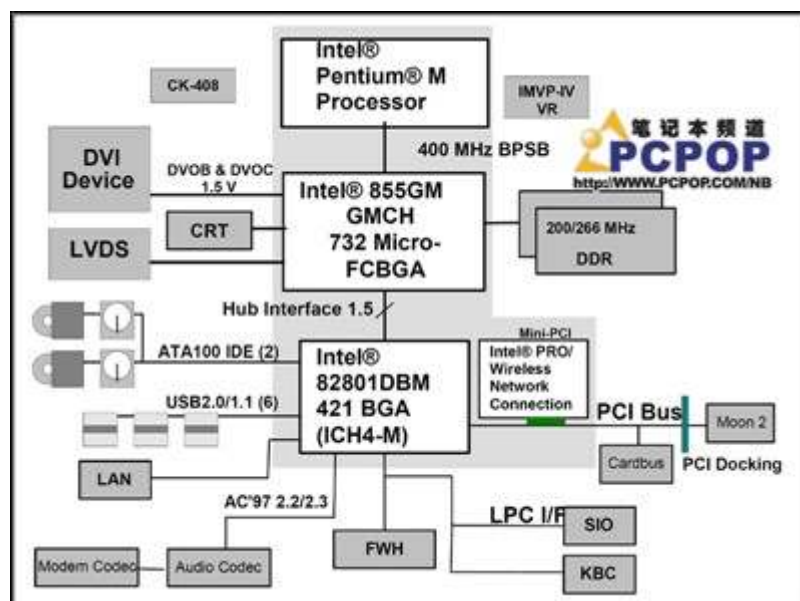 Intel®
Pentium® M
Processor
CK-408
IMVP-IV
VR
笔记本频道
PCPOP
http://WWW.PCPOP.COM/NB
400 MHz BPSB
DVI
Device
DVOB & DVOC
1.5 V
Intel® 855GM
GMCH
732 Micro-
FCBGA
CRT
LVDS
200/266 MHz
DDR
Hub Interface 1.5
Mini-PCI
Intel® PRO/
Wireless
Network
Connection
Intel®
82801DBM
421 BGA
(ICH4-M)
ATA100 IDE (2)
USB2.0/1.1 (6)
PCI Bus
Moon 2
Cardbus
PCI Docking
LAN
AC'97 2.2/2.3
LPC I/F
SIO
FWH
KBC
Modem Codec
Audio Codec